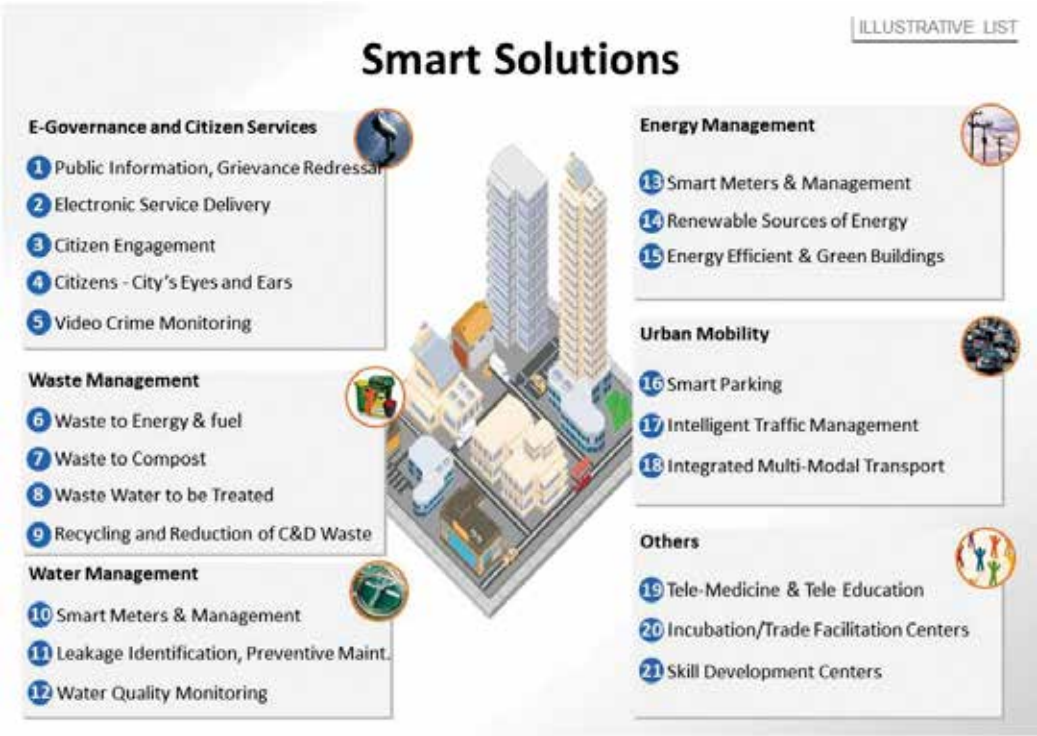 ILLUSTRATIVE LIST
Smart Solutions
E-Governance and Citizen Services
1 Public Information, Grievance Redressal
2 Electronic Service Delivery
3 Citizen Engagement
4 Citizens - City's Eyes and Ears
5 Video Crime Monitoring
Waste Management
6 Waste to Energy & fuel
7 Waste to Compost
8 Waste Water to be Treated
9 Recycling and Reduction of C&D Waste
Water Management
10 Smart Meters & Management
11 Leakage Identification, Preventive Maint.
12 Water Quality Monitoring
Energy Management
13 Smart Meters & Management
14 Renewable Sources of Energy
15 Energy Efficient & Green Buildings
Urban Mobility
16 Smart Parking
17 Intelligent Traffic Management
18 Integrated Multi-Modal Transport
Others
19 Tele-Medicine & Tele Education
20 Incubation/Trade Facilitation Centers
21 Skill Development Centers